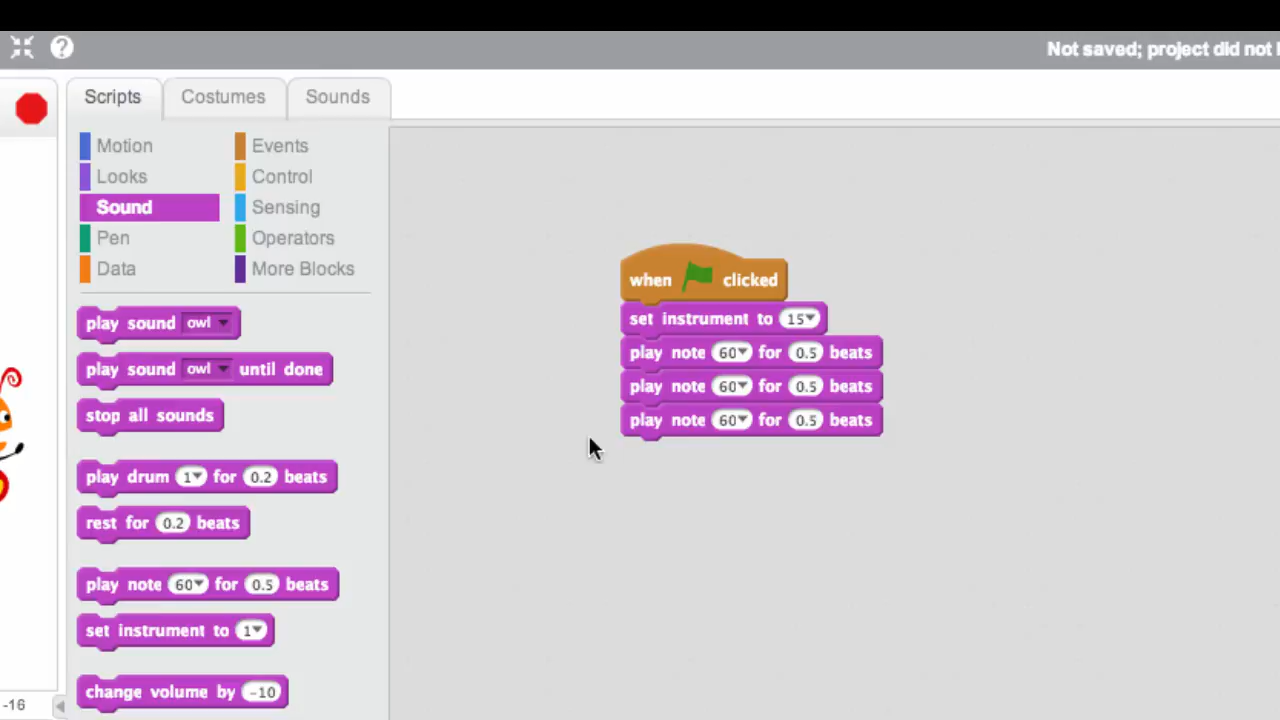 ?
Not saved; project did not
Scripts Costumes Sounds
Motion Events
Looks Control
Sound Sensing
Pen Operators
Data More Blocks
play sound owl
play sound owl until done
stop all sounds
play drum 1 for 0.2 beats
rest for 0.2 beats
play note 60 for 0.5 beats
set instrument to 1
change volume by -10
when clicked
set instrument to 15
play note 60 for 0.5 beats
play note 60 for 0.5 beats
play note 60 for 0.5 beats
-16